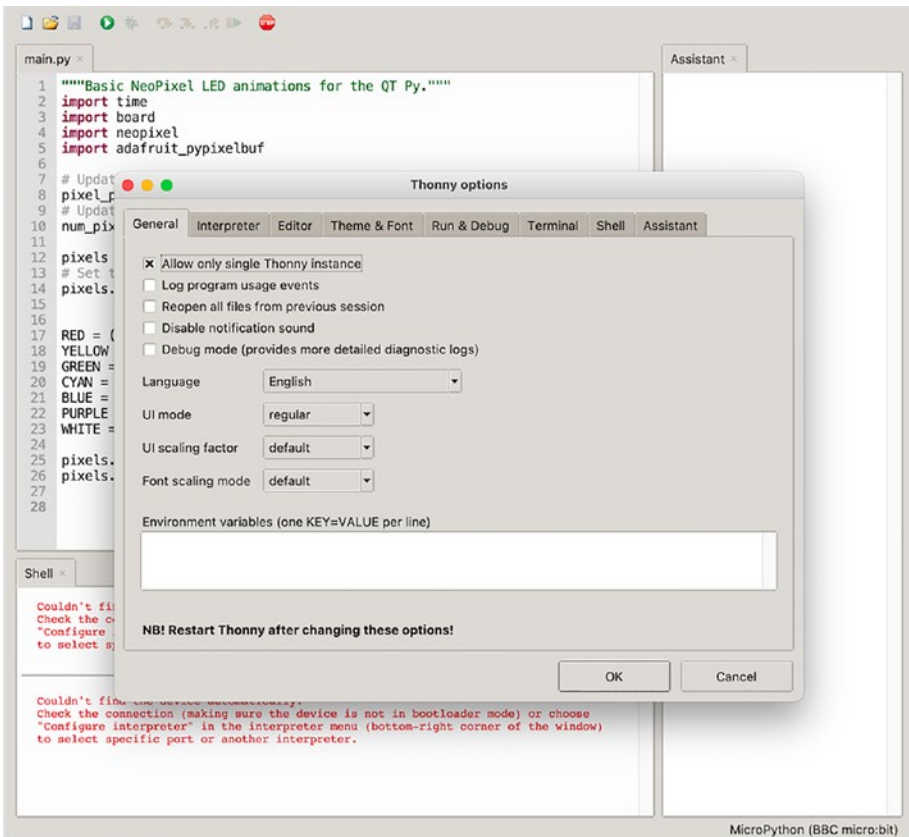 main.py ×
Assistant ×
1 """Basic NeoPixel LED animations for the QT Py."""
2 import time
3 import board
4 import neopixel
5 import adafruit_pypixelbuf
6
7 # Updat
8 pixel_p
9 # Updat
10 num_pix
11
12 pixels
13 # Set t
14 pixels.
15
16
17 RED = (
18 YELLOW
19 GREEN =
20 CYAN =
21 BLUE =
22 PURPLE
23 WHITE =
24
25 pixels.
26 pixels.
27
28
Thonny options
General Interpreter Editor Theme & Font Run & Debug Terminal Shell Assistant
Allow only single Thonny instance
Log program usage events
Reopen all files from previous session
Disable notification sound
Debug mode (provides more detailed diagnostic logs)
Language English
UI mode regular
UI scaling factor default
Font scaling mode default
Environment variables (one KEY=VALUE per line)
NB! Restart Thonny after changing these options!
OK Cancel
Shell ×
Couldn't fi
Check the c
"Configure
to select s
Couldn't find the device automatically.
Check the connection (making sure the device is not in bootloader mode) or choose
"Configure interpreter" in the interpreter menu (bottom-right corner of the window)
to select specific port or another interpreter.
MicroPython (BBC micro:bit)